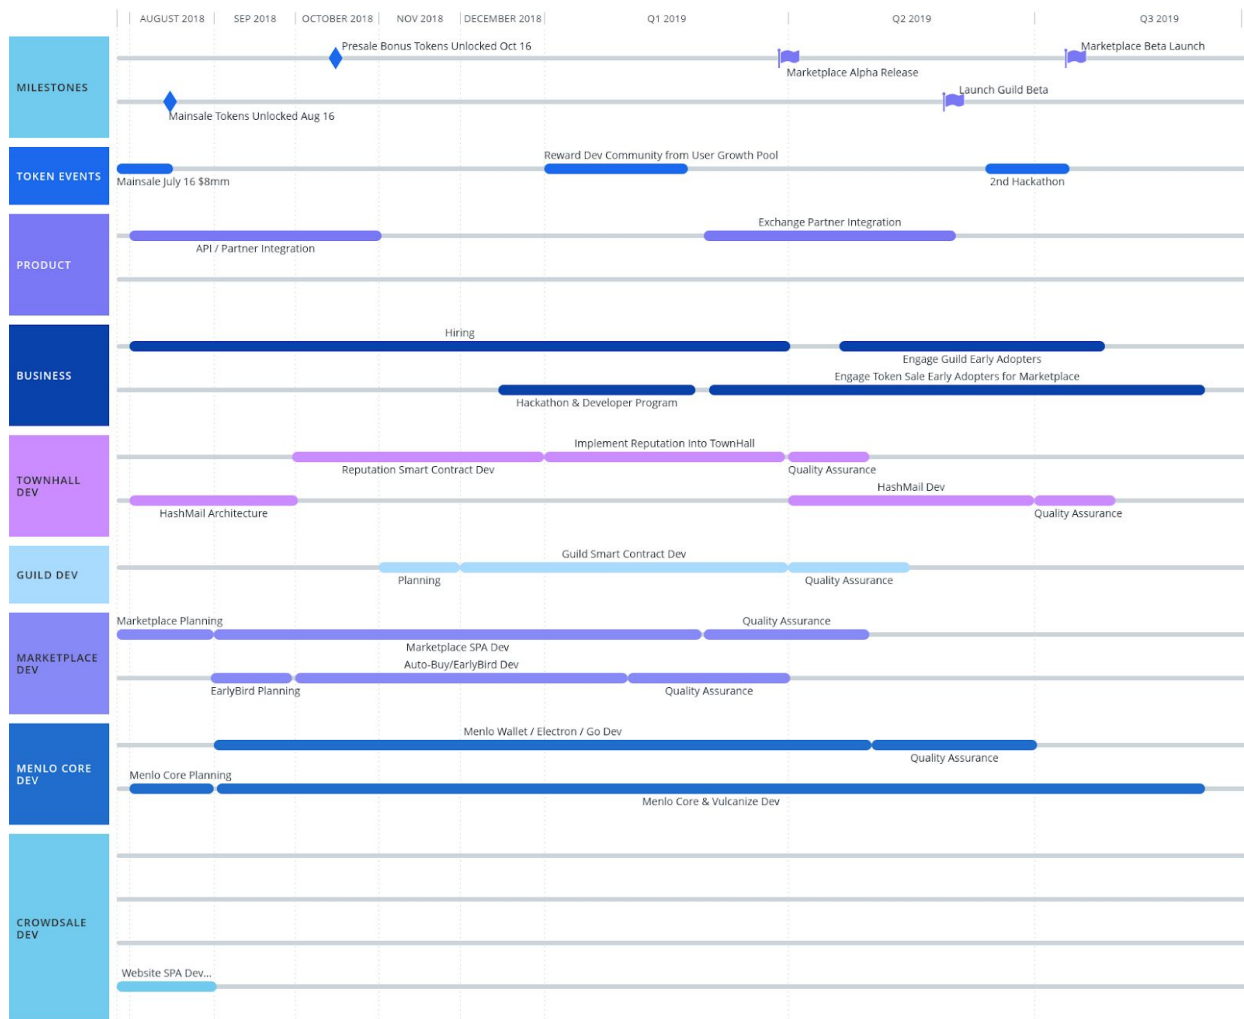 AUGUST 2018
SEP 2018
OCTOBER 2018
NOV 2018
DECEMBER 2018
Q1 2019
Q2 2019
Q3 2019
MILESTONES
Presale Bonus Tokens Unlocked Oct 16
Marketplace Beta Launch
Marketplace Alpha Release
Launch Guild Beta
Mainsale Tokens Unlocked Aug 16
TOKEN EVENTS
Reward Dev Community from User Growth Pool
Mainsale July 16 $8mm
2nd Hackathon
PRODUCT
Exchange Partner Integration
API / Partner Integration
BUSINESS
Hiring
Engage Guild Early Adopters
Engage Token Sale Early Adopters for Marketplace
Hackathon & Developer Program
TOWNHALL
DEV
Implement Reputation Into TownHall
Reputation Smart Contract Dev
Quality Assurance
HashMail Dev
HashMail Architecture
Quality Assurance
GUILD DEV
Guild Smart Contract Dev
Planning
Quality Assurance
MARKETPLACE
DEV
Marketplace Planning
Quality Assurance
Marketplace SPA Dev
Auto-Buy/EarlyBird Dev
EarlyBird Planning
Quality Assurance
MENLO CORE
DEV
Menlo Wallet / Electron / Go Dev
Quality Assurance
Menlo Core Planning
Menlo Core & Vulcanize Dev
CROWDSALE
DEV
Website SPA Dev...